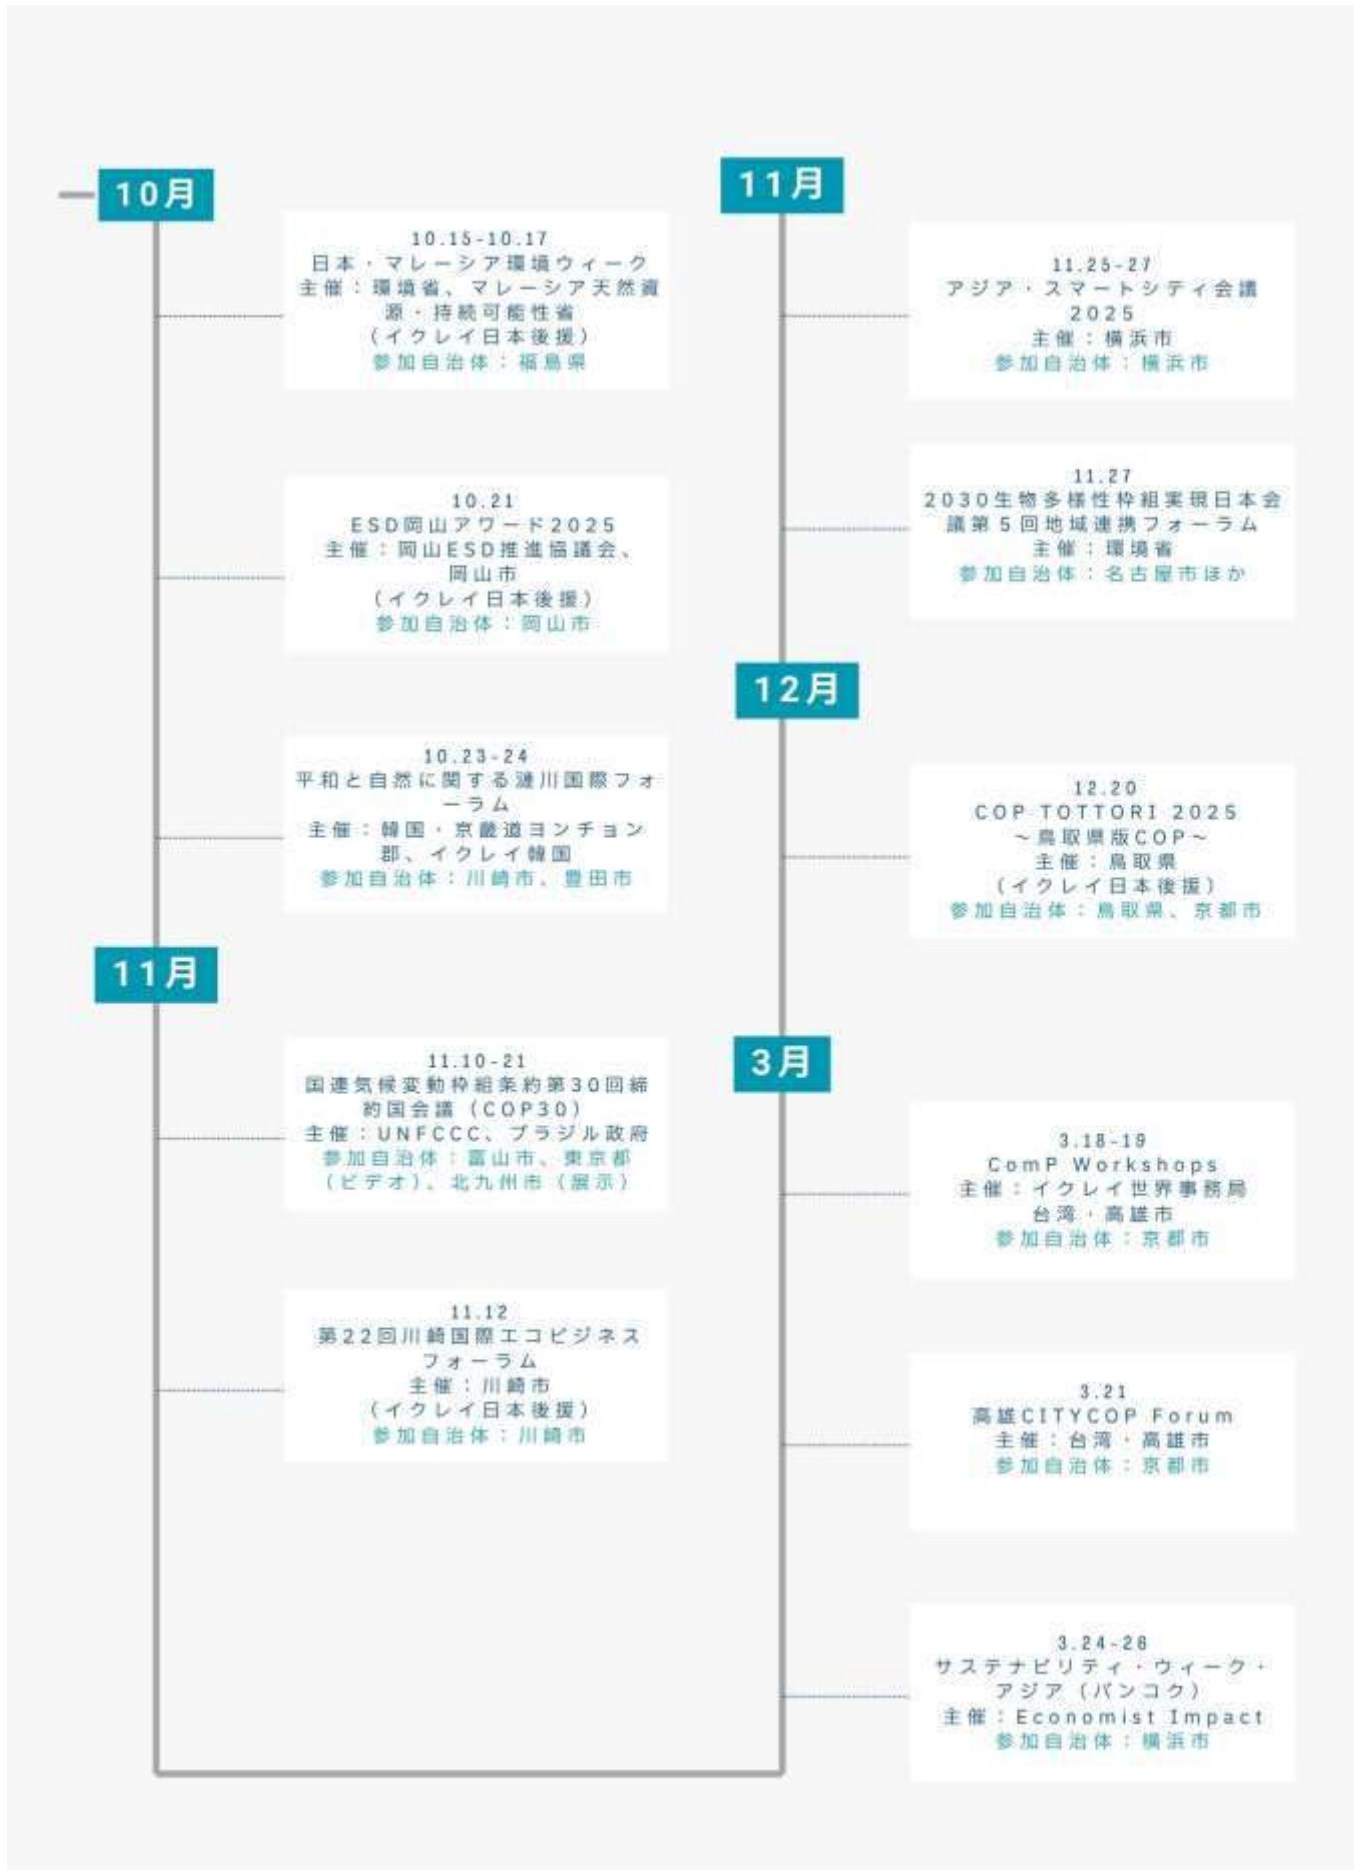 10月
10.15-10.17
日本・マレーシア環境ウィーク
主催：環境省、マレーシア天然資
源・持続可能性省
（イクレイ日本後援）
参加自治体：福島県
10.21
ESD岡山アワード2025
主催：岡山ESD推進協議会、
岡山市
（イクレイ日本後援）
参加自治体：岡山市
10.23-24
平和と自然に関する漣川国際フォ
ーラム
主催：韓国・京畿道ヨンチョン
郡、イクレイ韓国
参加自治体：川崎市、豊田市
11月
11.10-21
国連気候変動枠組条約第30回締
約国会議（COP30）
主催：UNFCCC、ブラジル政府
参加自治体：富山市、東京都
（ビデオ）、北九州市（展示）
11.12
第22回川崎国際エコビジネス
フォーラム
主催：川崎市
（イクレイ日本後援）
参加自治体：川崎市
11月
11.25-27
アジア・スマートシティ会議
2025
主催：横浜市
参加自治体：横浜市
11.27
2030生物多様性枠組実現日本会
議第５回地域連携フォーラム
主催：環境省
参加自治体：名古屋市ほか
12月
12.20
COP TOTTORI 2025
～鳥取県版COP～
主催：鳥取県
（イクレイ日本後援）
参加自治体：鳥取県、京都市
3月
3.18-19
ComP Workshops
主催：イクレイ世界事務局
台湾・高雄市
参加自治体：京都市
3.21
高雄CITYCOP Forum
主催：台湾・高雄市
参加自治体：京都市
3.24-26
サステナビリティ・ウィーク・
アジア（バンコク）
主催：Economist Impact
参加自治体：横浜市